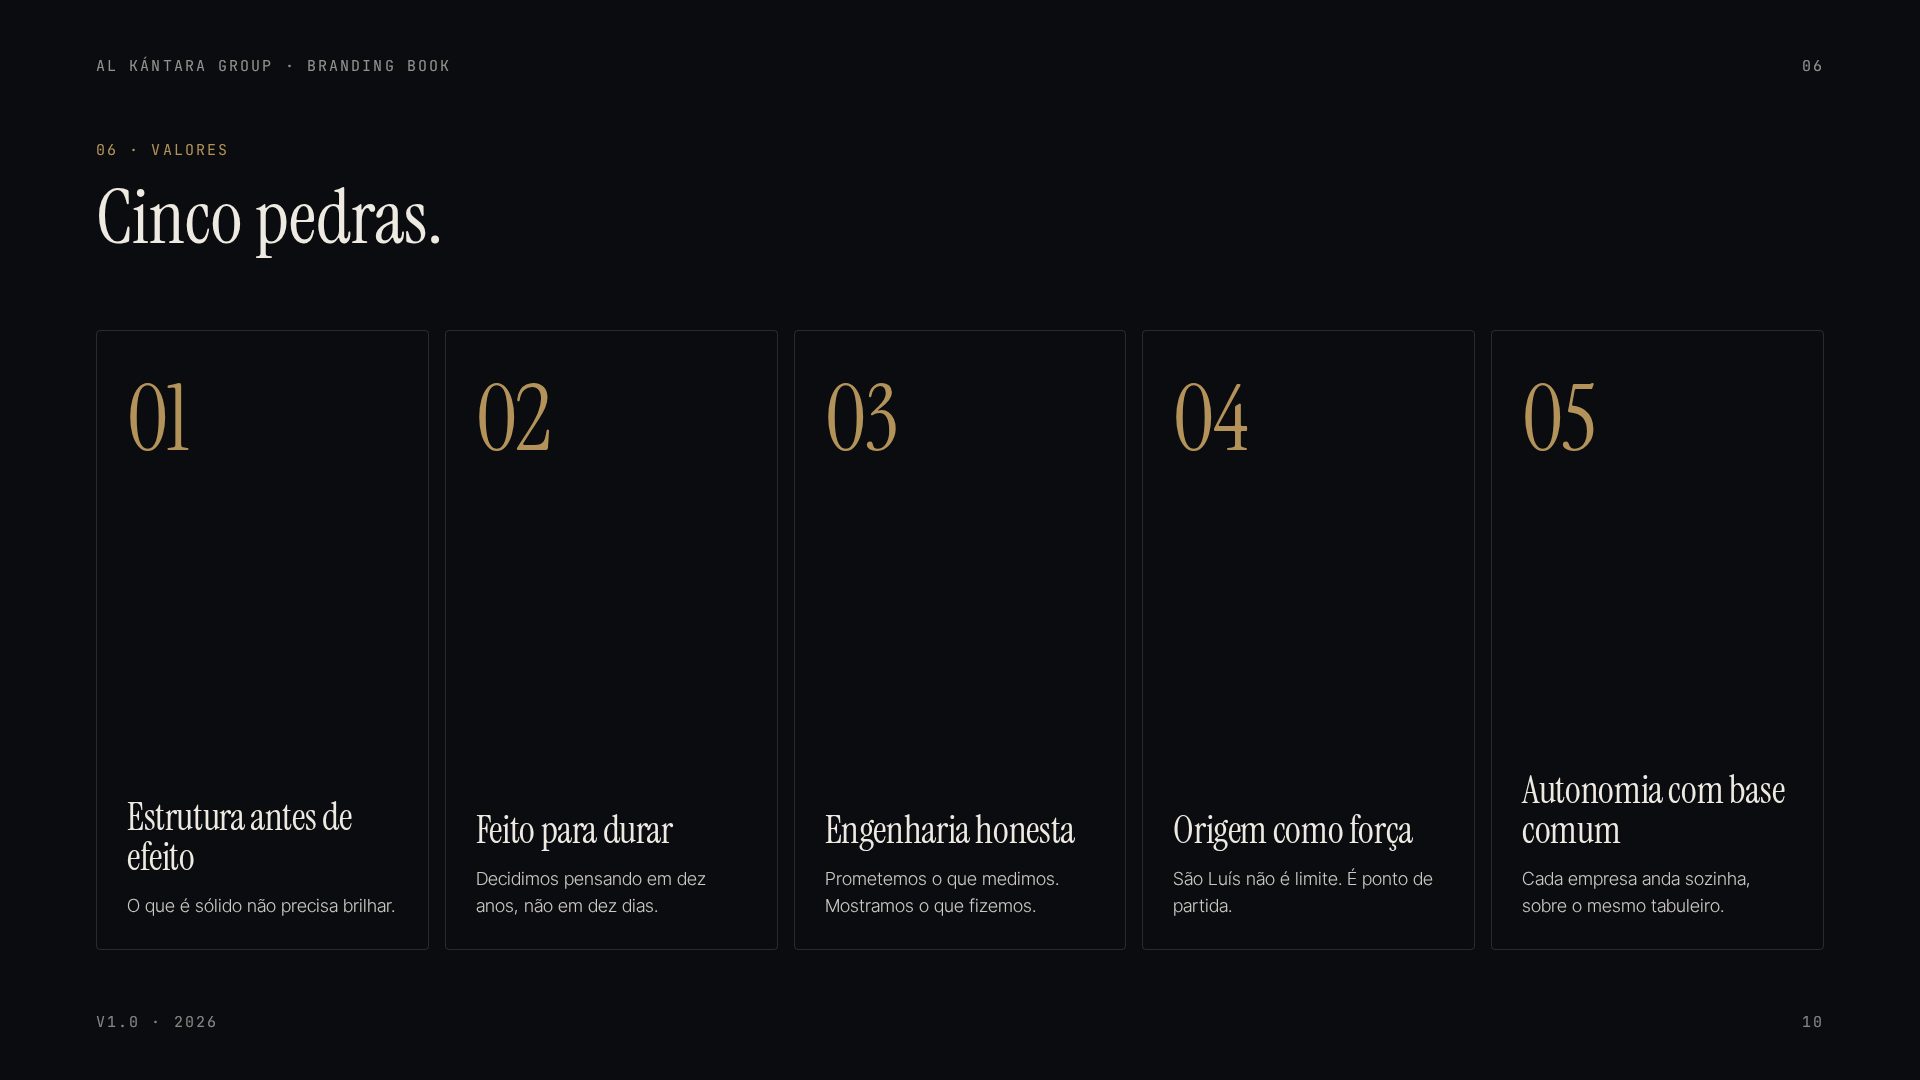 AL KÁNTARA GROUP · BRANDING BOOK
06
06 · VALORES
Cinco pedras.
01
Estrutura antes de
efeito
O que é sólido não precisa brilhar.
02
Feito para durar
Decidimos pensando em dez
anos, não em dez dias.
03
Engenharia honesta
Prometemos o que medimos.
Mostramos o que fizemos.
04
Origem como força
São Luís não é limite. É ponto de
partida.
05
Autonomia com base
comum
Cada empresa anda sozinha,
sobre o mesmo tabuleiro.
V1.0 · 2026
10